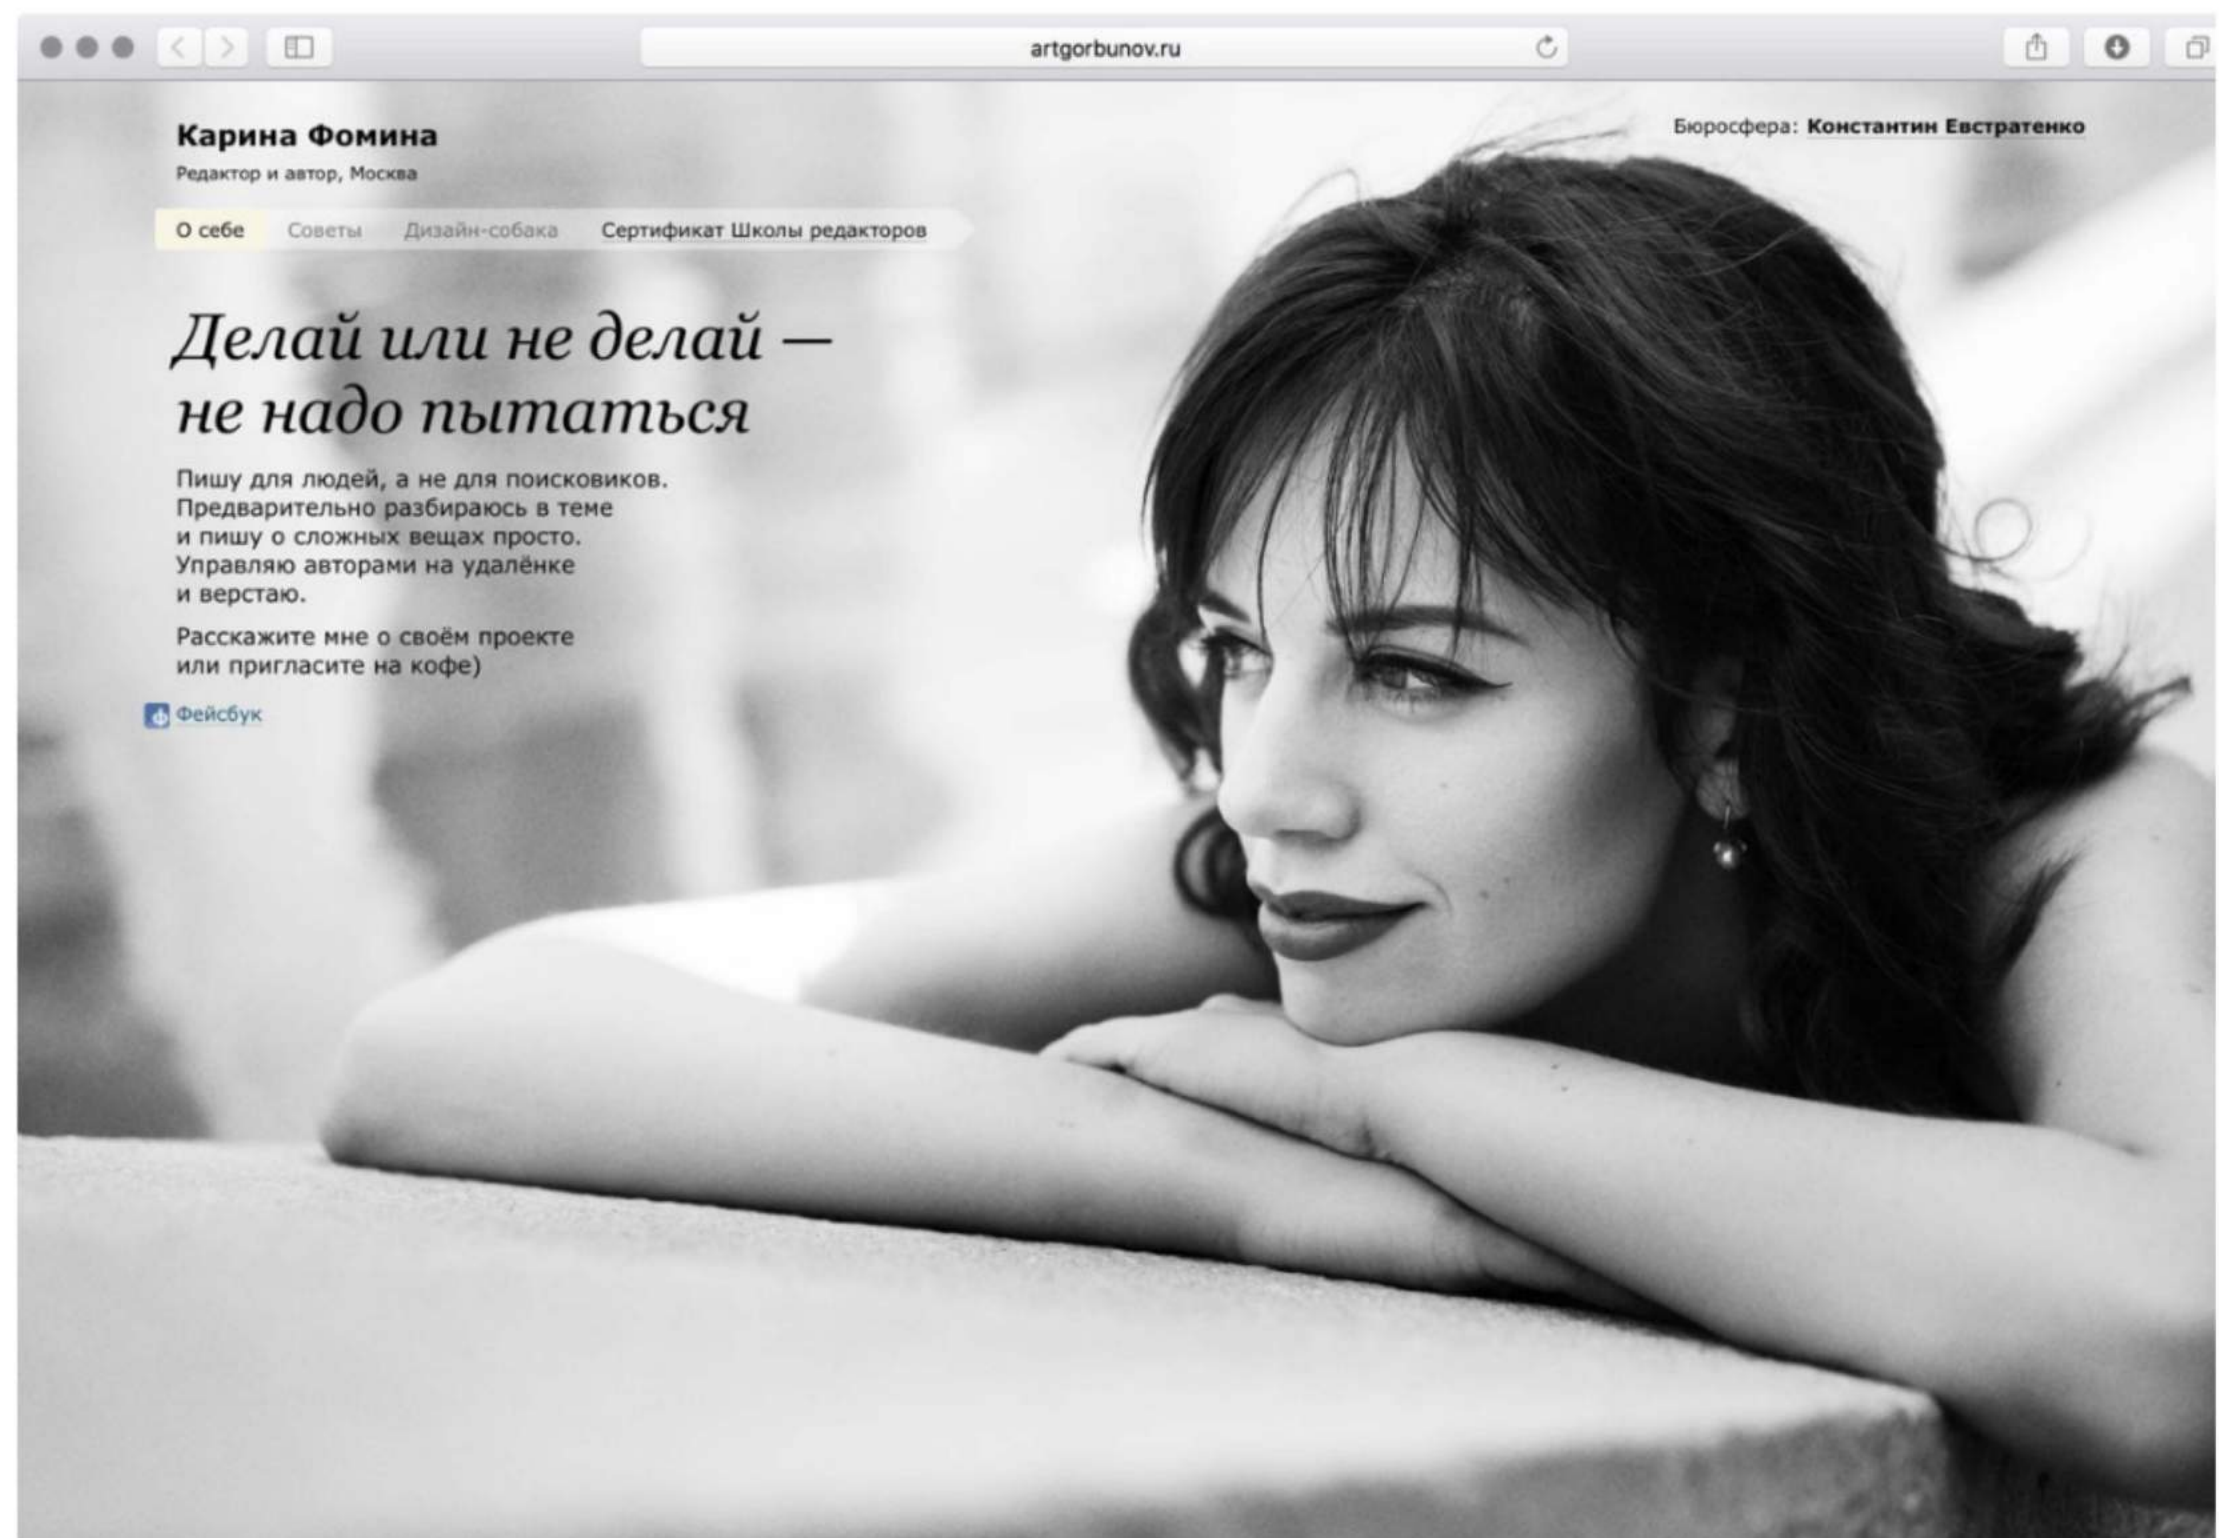 artgorbunov.ru
Карина Фомина
Бюросфера: Константин Евстратенко
Редактор и автор, Москва
О себе Советы Дизайн-собака Сертификат Школы редакторов
Делай или не делай —
не надо пытаться
Пишу для людей, а не для поисковиков.
Предварительно разбираюсь в теме
и пишу о сложных вещах просто.
Управляю авторами на удалёнке
и верстаю.
Расскажите мне о своём проекте
или пригласите на кофе)
ф Фейсбук